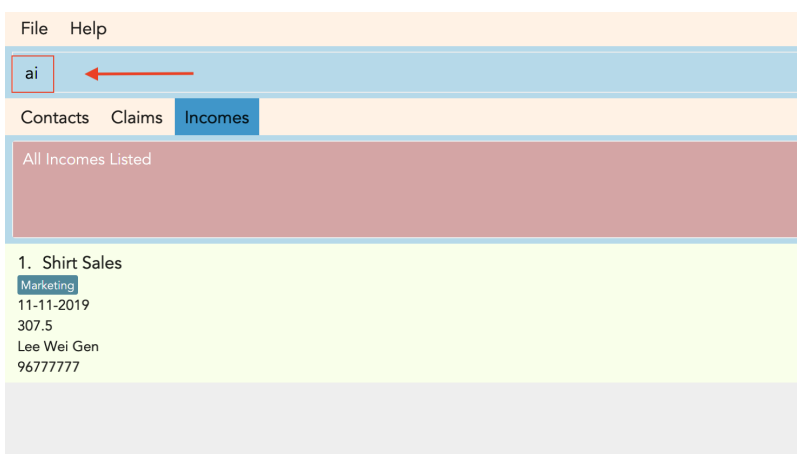 File Help
ai
Contacts Claims Incomes
All Incomes Listed
1. Shirt Sales
Marketing
11-11-2019
307.5
Lee Wei Gen
96777777